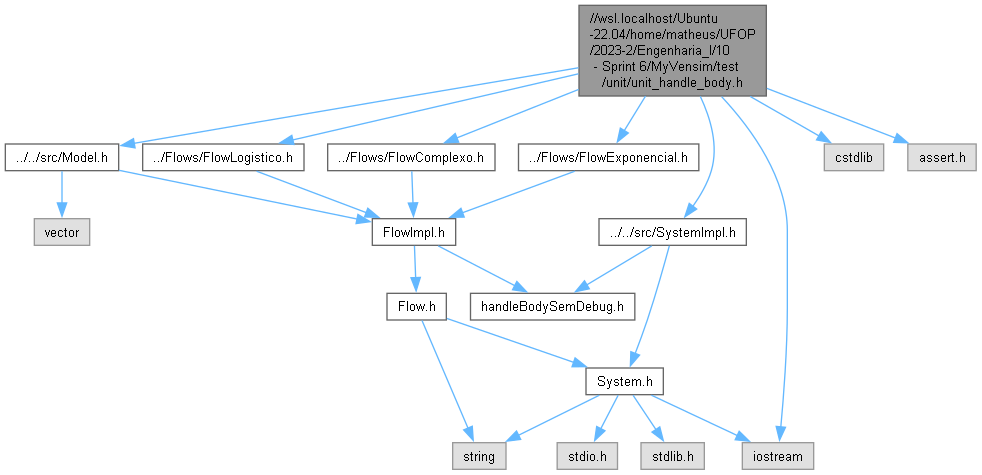 //wsl.localhost/Ubuntu
-22.04/home/matheus/UFOP
/2023-2/Engenharia_I/10
- Sprint 6/MyVensim/test
/unit/unit_handle_body.h
../../src/Model.h
../Flows/FlowLogistico.h
../Flows/FlowComplexo.h
../Flows/FlowExponencial.h
cstdlib
assert.h
vector
FlowImpl.h
../../src/SystemImpl.h
Flow.h
handleBodySemDebug.h
System.h
string
stdio.h
stdlib.h
iostream